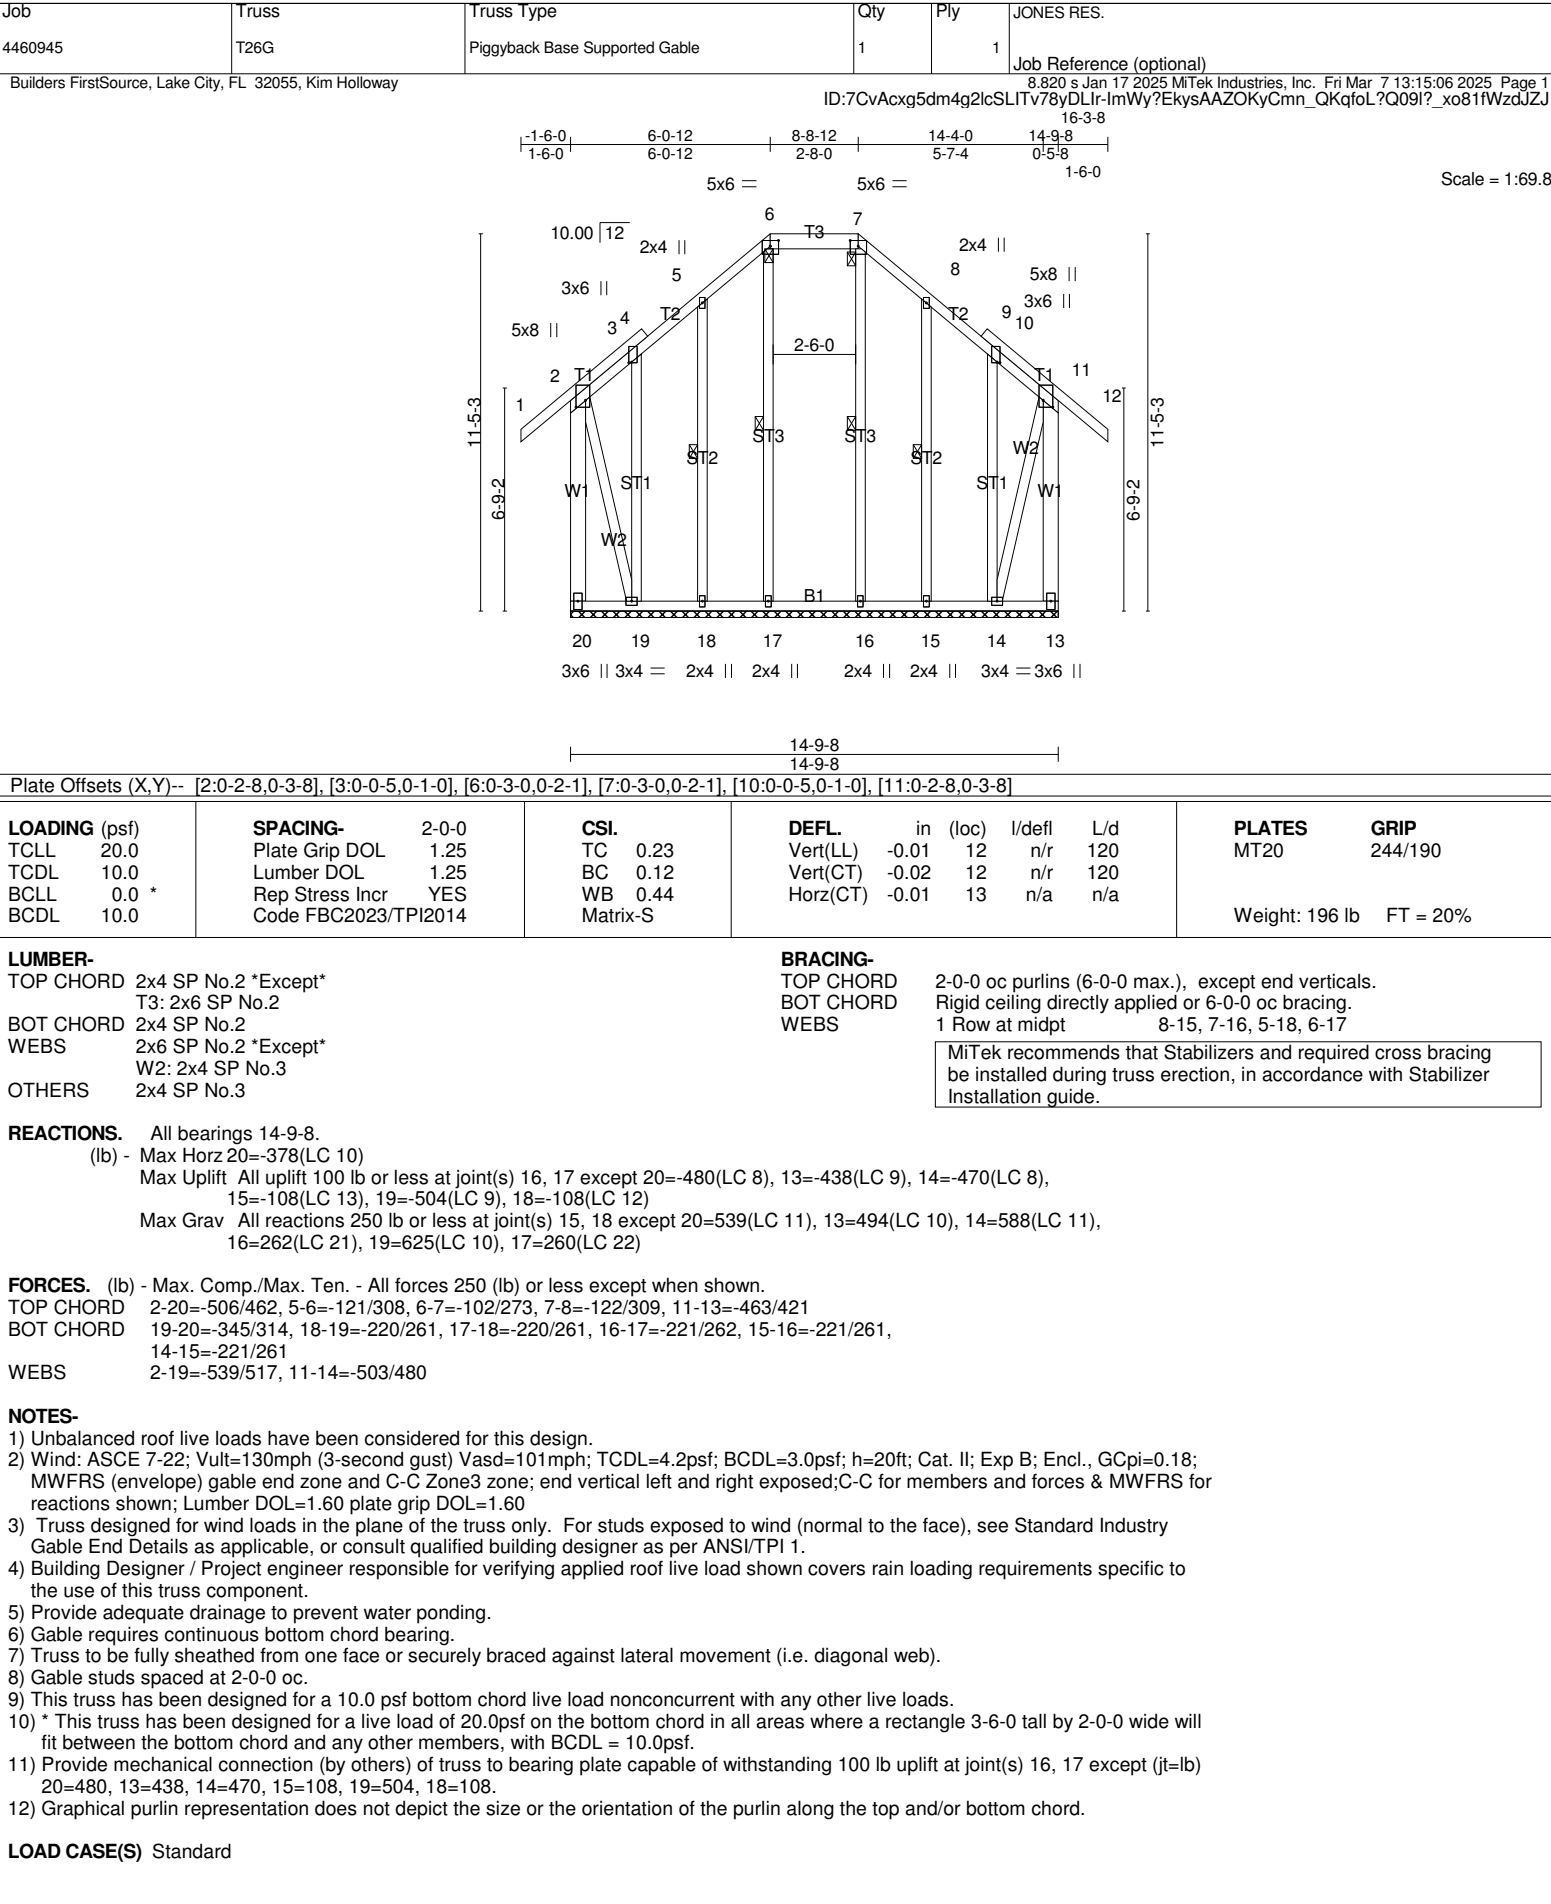 Job Truss Truss Type Qty Ply JONES RES.
4460945 T26G Piggyback Base Supported Gable 1 1
Job Reference (optional)
Builders FirstSource, Lake City, FL 32055, Kim Holloway 8.820 s Jan 17 2025 MiTek Industries, Inc. Fri Mar 7 13:15:06 2025 Page 1
ID:7CvAcxg5dm4g2lcSLITv78yDLIr-ImWy?EkysAAZOKyCmn_QKqfoL?Q09l?_xo81fWzdJZJ
16-3-8
-1-6-0 6-0-12 8-8-12 14-4-0 14-9-8
1-6-0 6-0-12 2-8-0 5-7-4 0-5-8
1-6-0
Scale = 1:69.8
5x6 = 5x6 =
6 7
10.00 12 T3
2x4 || 2x4 ||
5 8
5x8 ||
3x6 || 3x6 ||
4 T2 T2 9
3 10
5x8 ||
2-6-0
2 T1 T1 11
1 12
11-5-3 11-5-3
ST3 ST3
ST2 ST2
W2
ST1 ST1
W1 W1
6-9-2 6-9-2
W2
B1
20 19 18 17 16 15 14 13
3x6 || 3x4 = 2x4 || 2x4 || 2x4 || 2x4 || 3x4 = 3x6 ||
14-9-8
14-9-8
Plate Offsets (X,Y)-- [2:0-2-8,0-3-8], [3:0-0-5,0-1-0], [6:0-3-0,0-2-1], [7:0-3-0,0-2-1], [10:0-0-5,0-1-0], [11:0-2-8,0-3-8]
LOADING (psf) SPACING- 2-0-0 CSI. DEFL. in (loc) l/defl L/d PLATES GRIP
TCLL 20.0 Plate Grip DOL 1.25 TC 0.23 Vert(LL) -0.01 12 n/r 120 MT20 244/190
TCDL 10.0 Lumber DOL 1.25 BC 0.12 Vert(CT) -0.02 12 n/r 120
BCLL 0.0 * Rep Stress Incr YES WB 0.44 Horz(CT) -0.01 13 n/a n/a
BCDL 10.0 Code FBC2023/TPI2014 Matrix-S Weight: 196 lb FT = 20%
LUMBER- BRACING-
TOP CHORD 2x4 SP No.2 *Except* TOP CHORD 2-0-0 oc purlins (6-0-0 max.), except end verticals.
T3: 2x6 SP No.2 BOT CHORD Rigid ceiling directly applied or 6-0-0 oc bracing.
BOT CHORD 2x4 SP No.2 WEBS 1 Row at midpt 8-15, 7-16, 5-18, 6-17
WEBS 2x6 SP No.2 *Except*
W2: 2x4 SP No.3
OTHERS 2x4 SP No.3
MiTek recommends that Stabilizers and required cross bracing
be installed during truss erection, in accordance with Stabilizer
Installation guide.
REACTIONS. All bearings 14-9-8.
(lb) - Max Horz 20=-378(LC 10)
Max Uplift All uplift 100 lb or less at joint(s) 16, 17 except 20=-480(LC 8), 13=-438(LC 9), 14=-470(LC 8),
15=-108(LC 13), 19=-504(LC 9), 18=-108(LC 12)
Max Grav All reactions 250 lb or less at joint(s) 15, 18 except 20=539(LC 11), 13=494(LC 10), 14=588(LC 11),
16=262(LC 21), 19=625(LC 10), 17=260(LC 22)
FORCES. (lb) - Max. Comp./Max. Ten. - All forces 250 (lb) or less except when shown.
TOP CHORD 2-20=-506/462, 5-6=-121/308, 6-7=-102/273, 7-8=-122/309, 11-13=-463/421
BOT CHORD 19-20=-345/314, 18-19=-220/261, 17-18=-220/261, 16-17=-221/262, 15-16=-221/261,
14-15=-221/261
WEBS 2-19=-539/517, 11-14=-503/480
NOTES-
1) Unbalanced roof live loads have been considered for this design.
2) Wind: ASCE 7-22; Vult=130mph (3-second gust) Vasd=101mph; TCDL=4.2psf; BCDL=3.0psf; h=20ft; Cat. II; Exp B; Encl., GCpi=0.18;
MWFRS (envelope) gable end zone and C-C Zone3 zone; end vertical left and right exposed;C-C for members and forces & MWFRS for
reactions shown; Lumber DOL=1.60 plate grip DOL=1.60
3) Truss designed for wind loads in the plane of the truss only. For studs exposed to wind (normal to the face), see Standard Industry
Gable End Details as applicable, or consult qualified building designer as per ANSI/TPI 1.
4) Building Designer / Project engineer responsible for verifying applied roof live load shown covers rain loading requirements specific to
the use of this truss component.
5) Provide adequate drainage to prevent water ponding.
6) Gable requires continuous bottom chord bearing.
7) Truss to be fully sheathed from one face or securely braced against lateral movement (i.e. diagonal web).
8) Gable studs spaced at 2-0-0 oc.
9) This truss has been designed for a 10.0 psf bottom chord live load nonconcurrent with any other live loads.
10) * This truss has been designed for a live load of 20.0psf on the bottom chord in all areas where a rectangle 3-6-0 tall by 2-0-0 wide will
fit between the bottom chord and any other members, with BCDL = 10.0psf.
11) Provide mechanical connection (by others) of truss to bearing plate capable of withstanding 100 lb uplift at joint(s) 16, 17 except (jt=lb)
20=480, 13=438, 14=470, 15=108, 19=504, 18=108.
12) Graphical purlin representation does not depict the size or the orientation of the purlin along the top and/or bottom chord.
LOAD CASE(S) Standard